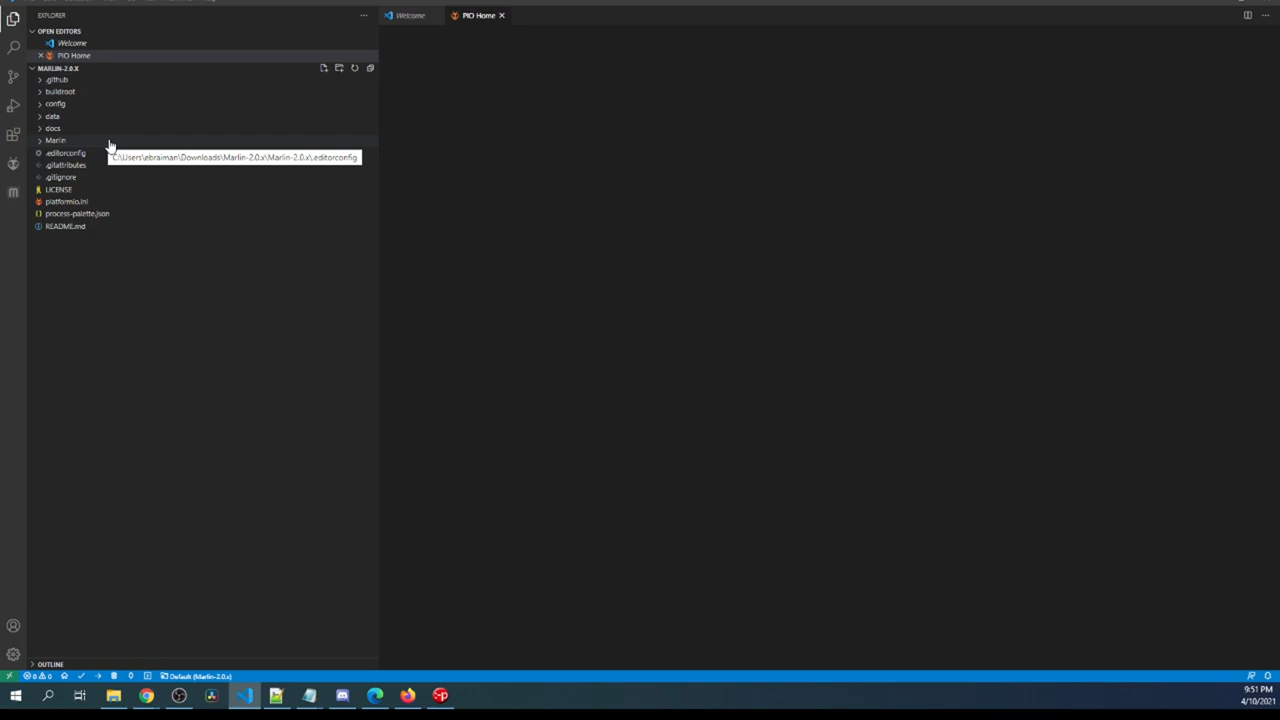 EXPLORER
Welcome
PIO Home
OPEN EDITORS
Welcome
PIO Home
MARLIN-2.0.X
.github
buildroot
config
data
docs
Marlin
.editorconfig
C:\Users\ebraiman\Downloads\Marlin-2.0.x\Marlin-2.0.x\.editorconfig
.gitattributes
.gitignore
LICENSE
platformio.ini
process-palette.json
README.md
OUTLINE
0 0
Default (Marlin-2.0.x)
9:51 PM
4/10/2021